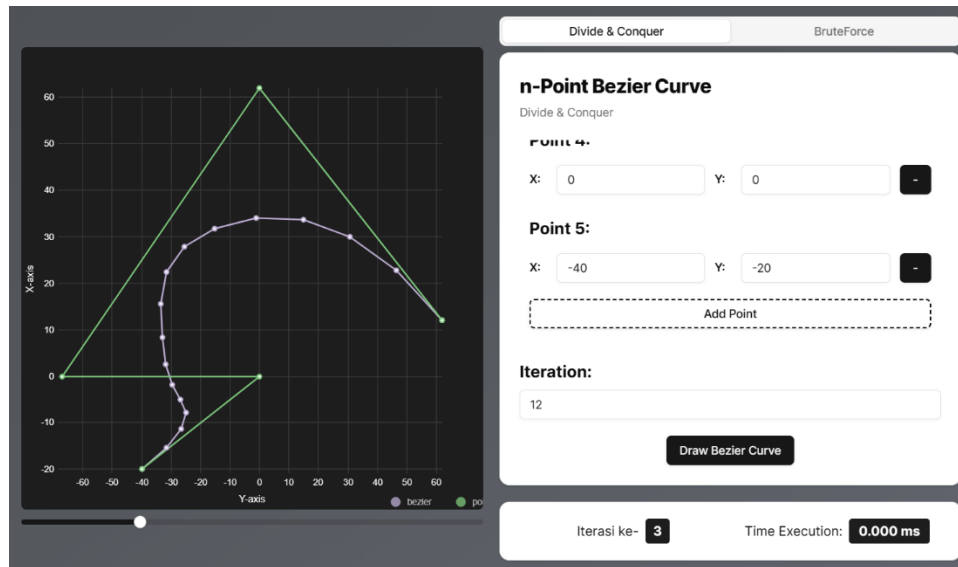 Divide & Conquer
BruteForce
n-Point Bezier Curve
Divide & Conquer
Point 4:
X: 0 Y: 0 -
Point 5:
X: -40 Y: -20 -
Add Point
Iteration:
12
Draw Bezier Curve
Iterasi ke- 3
Time Execution: 0.000 ms
60
50
40
30
20
10
0
-10
-20
X-axis
-60 -50 -40 -30 -20 -10 0 10 20 30 40 50 60
Y-axis
bezier
po